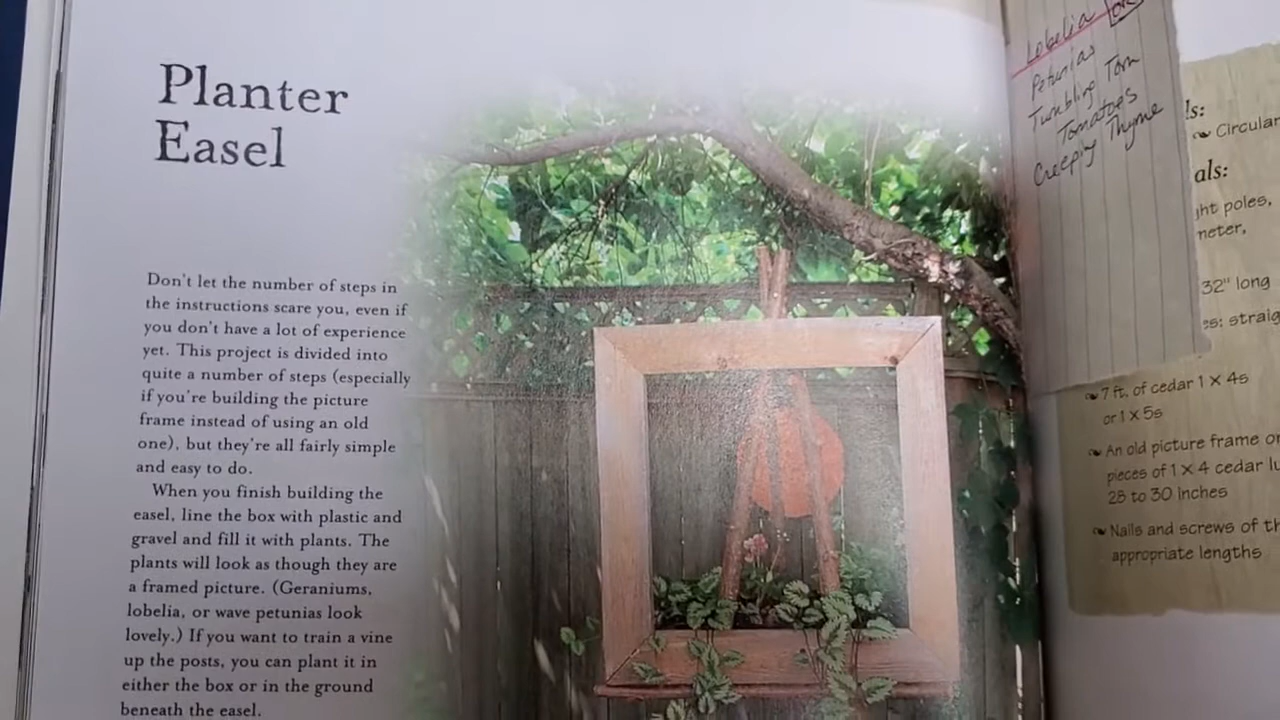 Planter
Easel
Don't let the number of steps in
the instructions scare you, even if
you don't have a lot of experience
yet. This project is divided into
quite a number of steps (especially
if you're building the picture
frame instead of using an old
one), but they're all fairly simple
and easy to do.
When you finish building the
easel, line the box with plastic and
gravel and fill it with plants. The
plants will look as though they are
a framed picture. (Geraniums,
lobelia, or wave petunias look
lovely.) If you want to train a vine
up the posts, you can plant it in
either the box or in the ground
beneath the easel.
Lobelia
Petunias
Tumbling Tom
Tomatoes
Creeping Thyme
ls:
Circular
als:
ght poles,
meter,
32" long
es: straig
7 ft. of cedar 1 X 4s
or 1 X 5s
An old picture frame or
pieces of 1 X 4 cedar lu
28 to 30 inches
Nails and screws of th
appropriate lengths